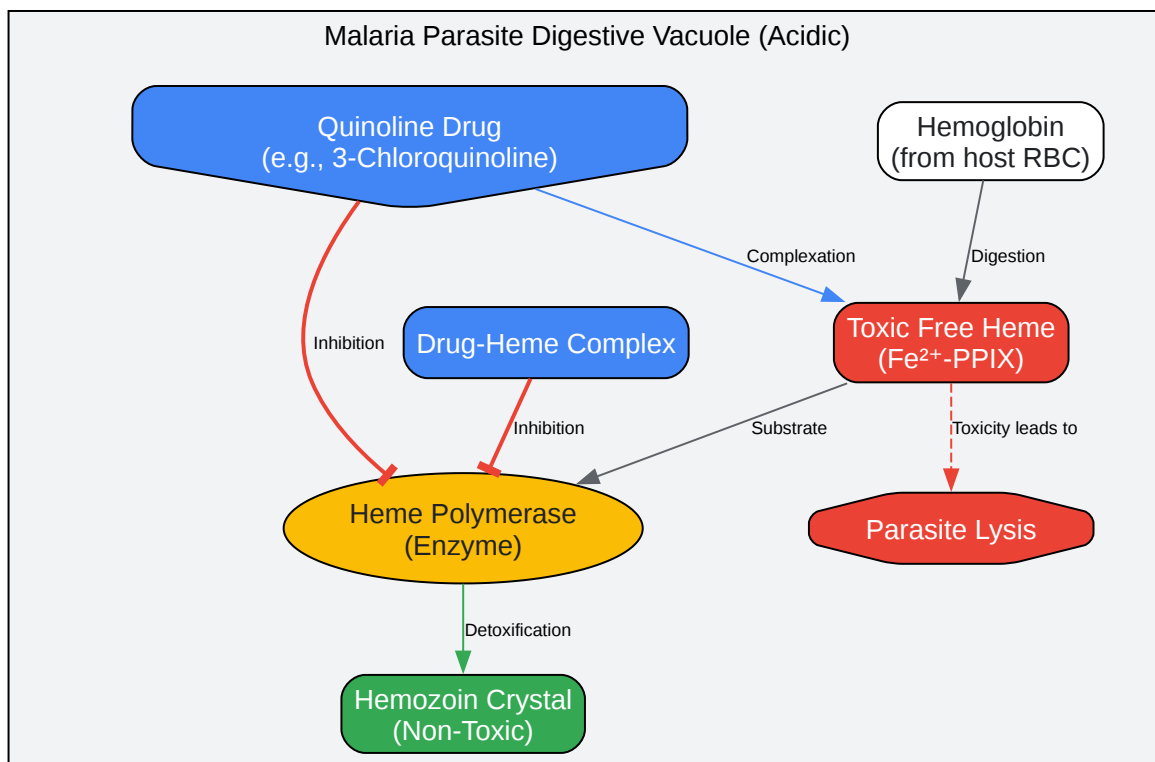 Malaria Parasite Digestive Vacuole (Acidic)
Quinoline Drug
(e.g., 3-Chloroquinoline)
Hemoglobin
(from host RBC)
Complexation
Digestion
Inhibition
Drug-Heme Complex
Toxic Free Heme
(Fe²⁺-PPIX)
Inhibition
Substrate
Toxicity leads to
Heme Polymerase
(Enzyme)
Parasite Lysis
Detoxification
Hemozoin Crystal
(Non-Toxic)